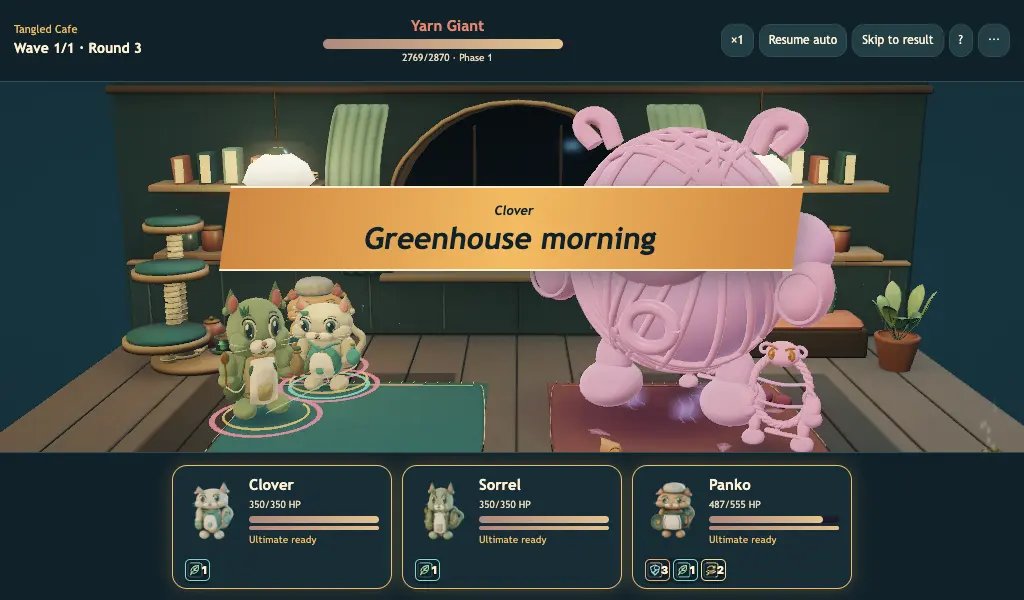 Tangled Cafe
Wave 1/1 · Round 3
Yarn Giant
2769/2870 · Phase 1
×1
Resume auto
Skip to result
?
···
Clover
Greenhouse morning
Clover
350/350 HP
Ultimate ready
1
Sorrel
350/350 HP
Ultimate ready
1
Panko
487/555 HP
Ultimate ready
3
1
2